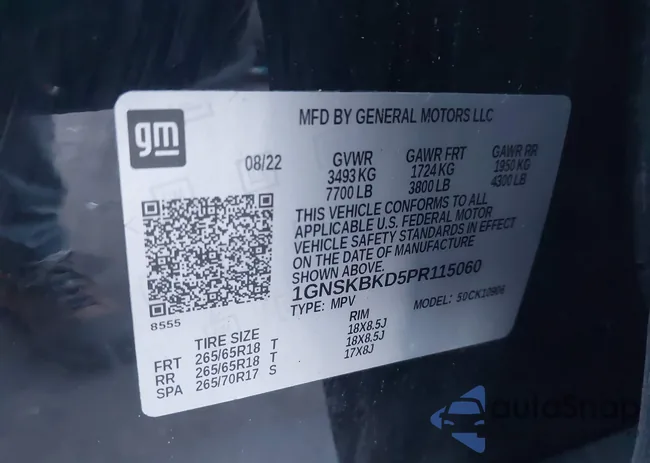 gm
MFD BY GENERAL MOTORS LLC
08/22 GVWR GAWR FRT GAWR RR
3493 KG 1724 KG 1950 KG
7700 LB 3800 LB 4300 LB
THIS VEHICLE CONFORMS TO ALL
APPLICABLE U.S. FEDERAL MOTOR
VEHICLE SAFETY STANDARDS IN EFFECT
ON THE DATE OF MANUFACTURE
SHOWN ABOVE.
1GNSKBKD5PR115060
TYPE: MPV MODEL: 50CK10906
8555
TIRE SIZE RIM
FRT 265/65R18 T 18X8.5J
RR 265/65R18 T 18X8.5J
SPA 265/70R17 S 17X8J
autoSnap